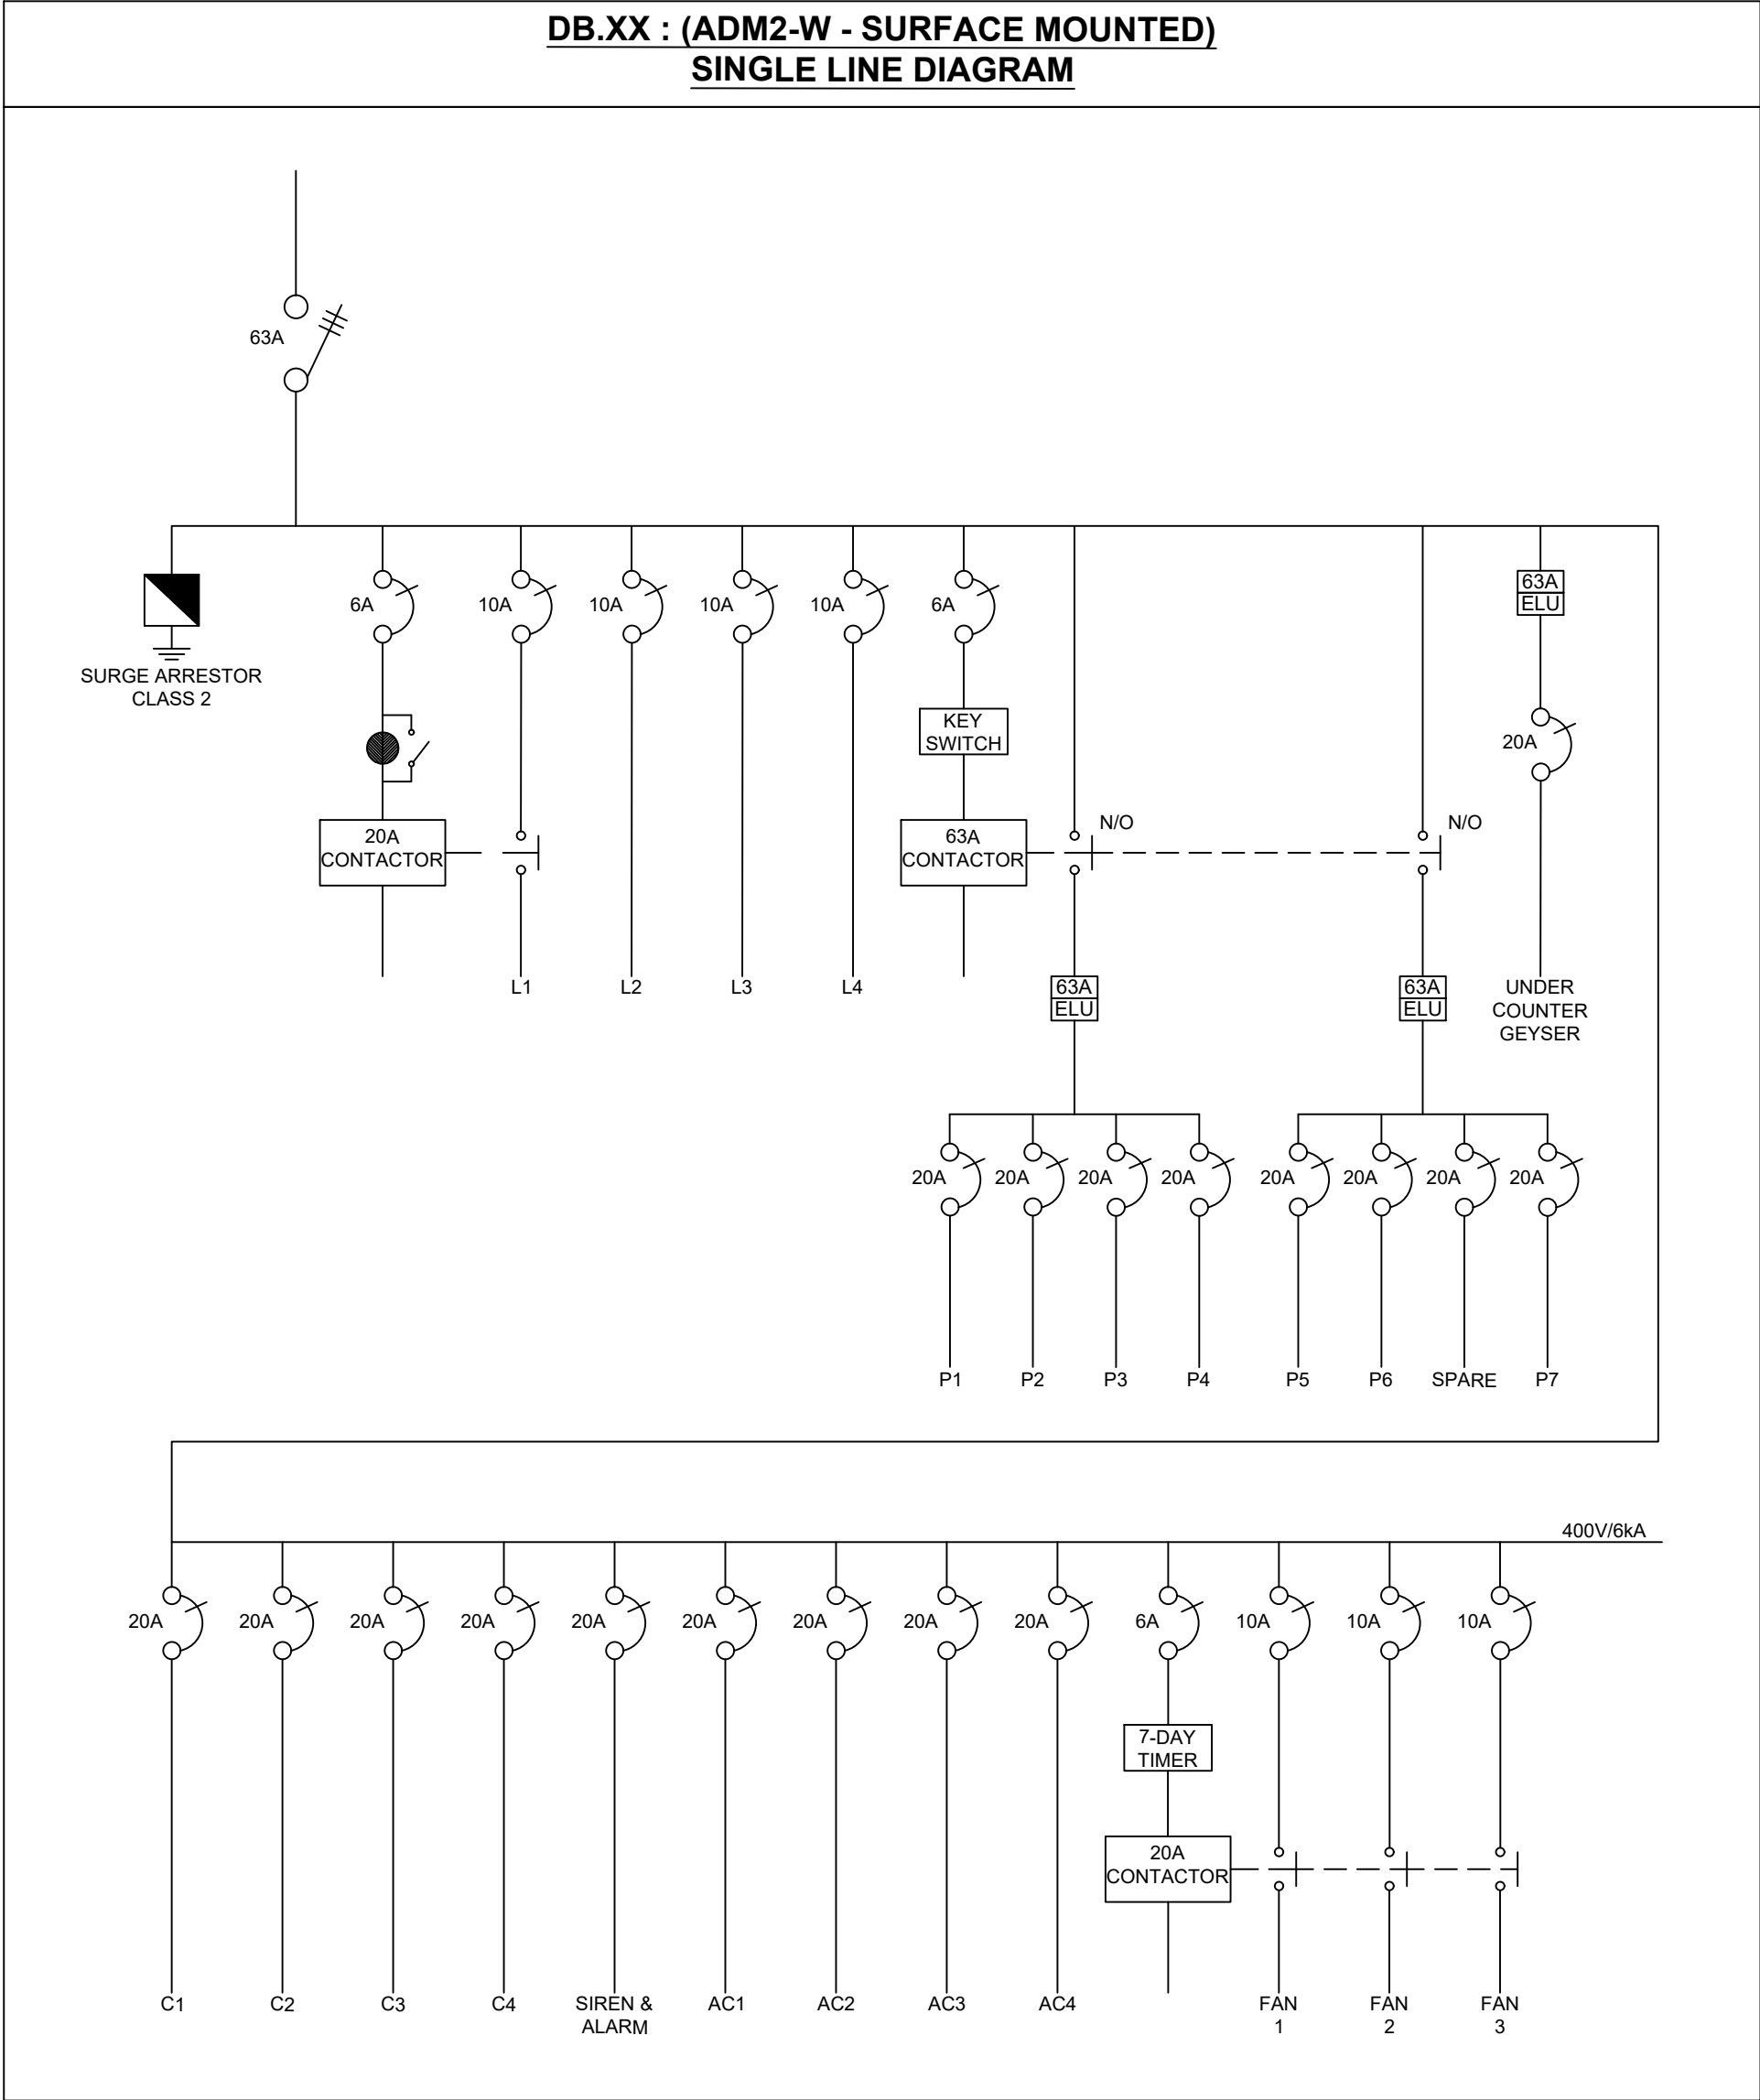 DB.XX : (ADM2-W - SURFACE MOUNTED)
SINGLE LINE DIAGRAM
63A
SURGE ARRESTOR
CLASS 2
6A
10A
10A
10A
10A
6A
63A
ELU
KEY
SWITCH
20A
20A
CONTACTOR
63A
CONTACTOR
N/O
N/O
L1
L2
L3
L4
63A
ELU
63A
ELU
UNDER
COUNTER
GEYSER
20A
20A
20A
20A
20A
20A
20A
20A
P1
P2
P3
P4
P5
P6
SPARE
P7
400V/6kA
20A
20A
20A
20A
20A
20A
20A
20A
20A
6A
10A
10A
10A
7-DAY
TIMER
20A
CONTACTOR
C1
C2
C3
C4
SIREN &
ALARM
AC1
AC2
AC3
AC4
FAN
1
FAN
2
FAN
3